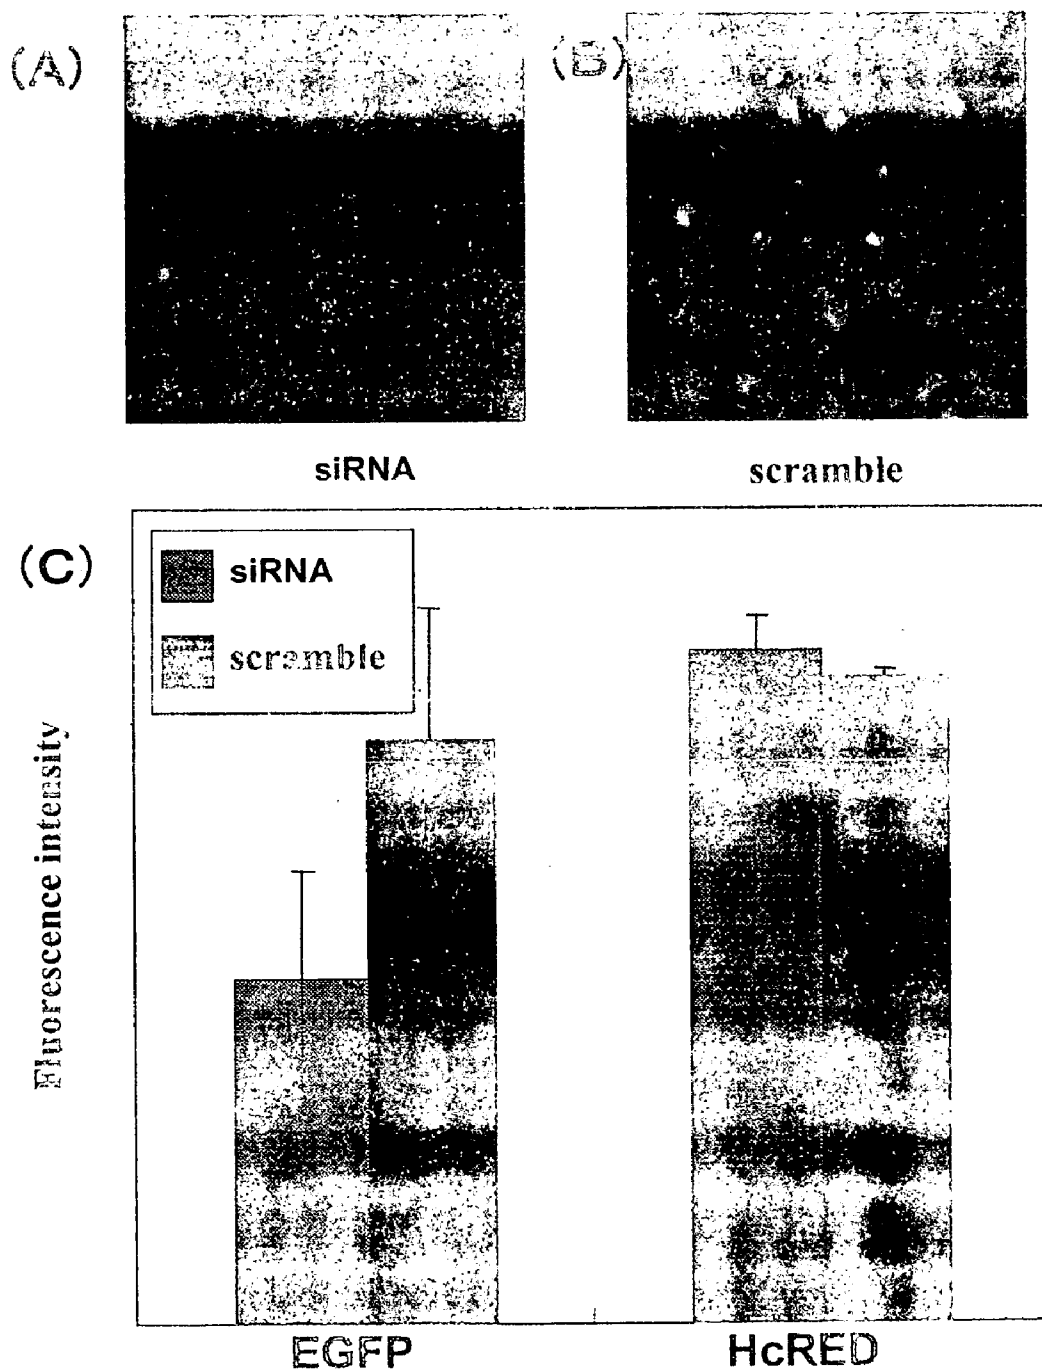 (A)
(B)
siRNA
scramble
(C)
siRNA
scramble
Fluorescence intensity
EGFP
HcRED